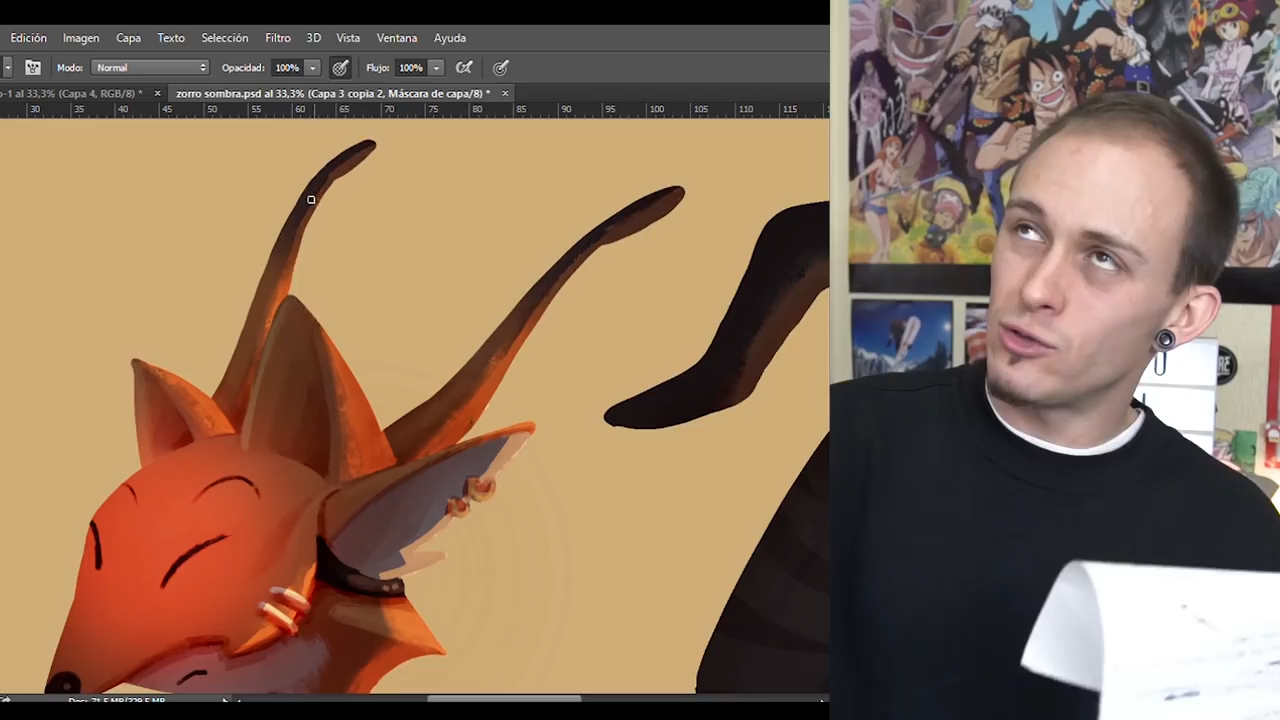 Edición Imagen Capa Texto Selección Filtro 3D Vista Ventana Ayuda
Modo: Normal Opacidad: 100% Flujo: 100%
-1 al 33,3% (Capa 4, RGB/8) * × zorro sombra.psd al 33,3% (Capa 3 copia 2, Máscara de capa/8) * ×
30 35 40 45 50 55 60 65 70 75 80 85 90 95 100 105 110 115